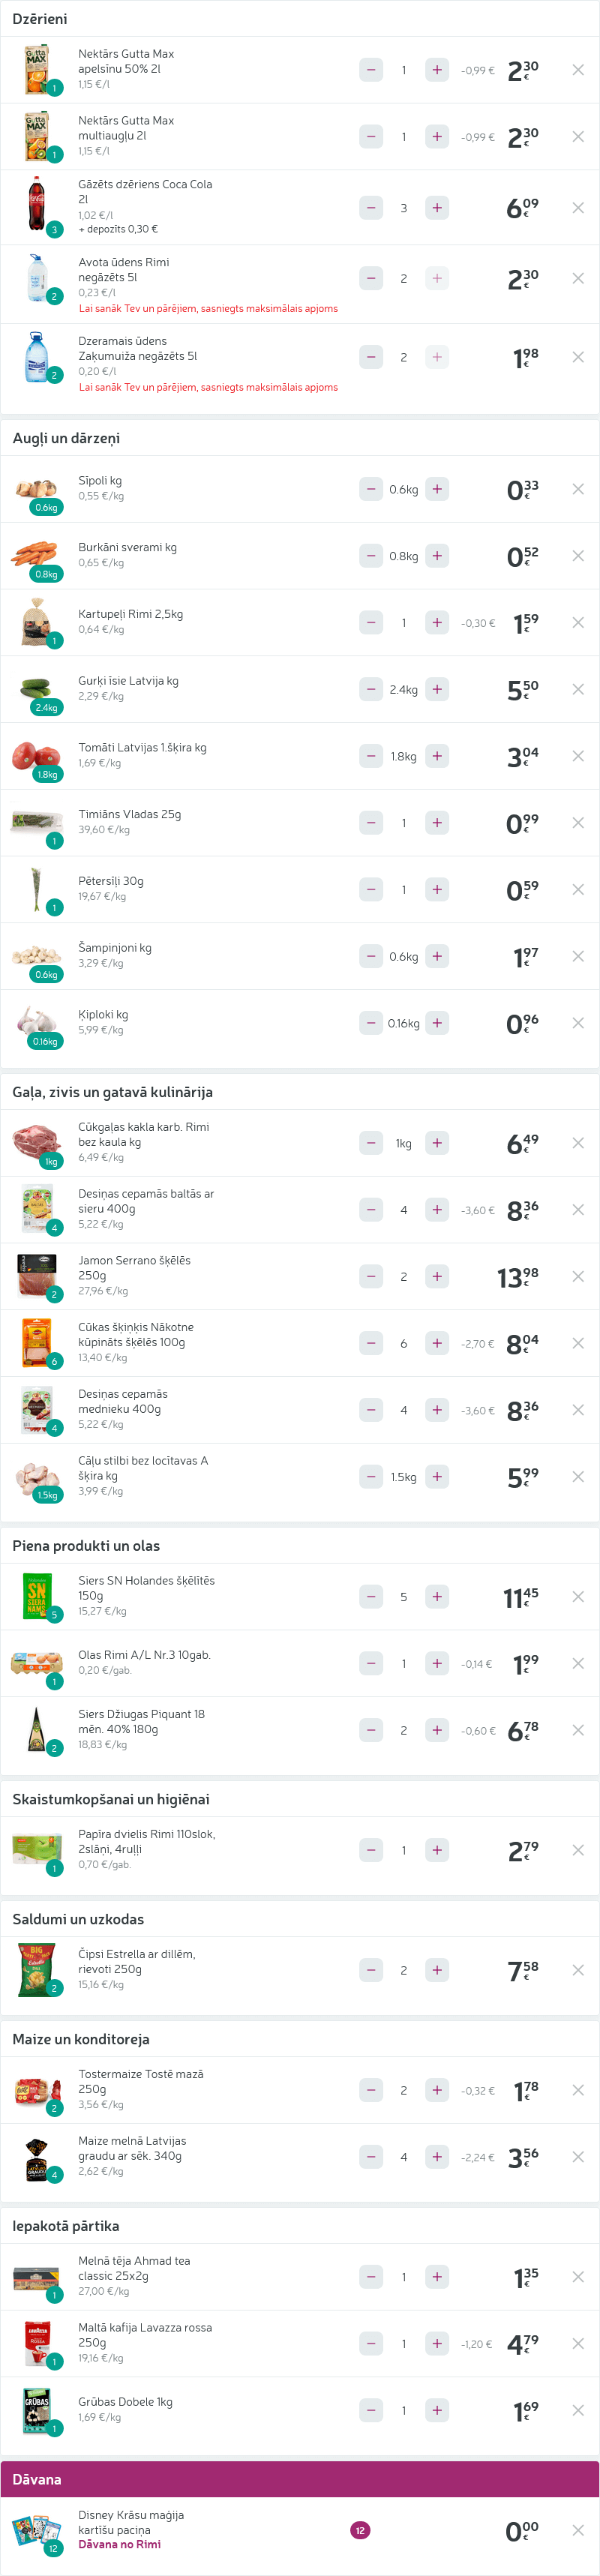 Dzērieni
Nektārs Gutta Max
apelsīnu 50% 2l
1,15 €/l
1
1
-0,99 €
2 30 €
Nektārs Gutta Max
multiaugļu 2l
1,15 €/l
1
1
-0,99 €
2 30 €
Gāzēts dzēriens Coca Cola
2l
1,02 €/l
+ depozīts 0,30 €
3
3
6 09 €
Avota ūdens Rimi
negāzēts 5l
0,23 €/l
Lai sanāk Tev un pārējiem, sasniegts maksimālais apjoms
2
2
2 30 €
Dzeramais ūdens
Zaķumuiža negāzēts 5l
0,20 €/l
Lai sanāk Tev un pārējiem, sasniegts maksimālais apjoms
2
2
1 98 €
Augļi un dārzeņi
Sīpoli kg
0,55 €/kg
0.6kg
0.6kg
0 33 €
Burkāni sverami kg
0,65 €/kg
0.8kg
0.8kg
0 52 €
Kartupeļi Rimi 2,5kg
0,64 €/kg
1
1
-0,30 €
1 59 €
Gurķi īsie Latvija kg
2,29 €/kg
2.4kg
2.4kg
5 50 €
Tomāti Latvijas 1.šķira kg
1,69 €/kg
1.8kg
1.8kg
3 04 €
Timiāns Vladas 25g
39,60 €/kg
1
1
0 99 €
Pētersīļi 30g
19,67 €/kg
1
1
0 59 €
Šampinjoni kg
3,29 €/kg
0.6kg
0.6kg
1 97 €
Ķiploki kg
5,99 €/kg
0.16kg
0.16kg
0 96 €
Gaļa, zivis un gatavā kulinārija
Cūkgaļas kakla karb. Rimi
bez kaula kg
6,49 €/kg
1kg
1kg
6 49 €
Desiņas cepamās baltās ar
sieru 400g
5,22 €/kg
4
4
-3,60 €
8 36 €
Jamon Serrano šķēlēs
250g
27,96 €/kg
2
2
13 98 €
Cūkas šķiņķis Nākotne
kūpināts šķēlēs 100g
13,40 €/kg
6
6
-2,70 €
8 04 €
Desiņas cepamās
mednieku 400g
5,22 €/kg
4
4
-3,60 €
8 36 €
Cāļu stilbi bez locītavas A
šķira kg
3,99 €/kg
1.5kg
1.5kg
5 99 €
Piena produkti un olas
Siers SN Holandes šķēlītēs
150g
15,27 €/kg
SN
SIERA
NAMS
5
5
11 45 €
Olas Rimi A/L Nr.3 10gab.
0,20 €/gab.
1
1
-0,14 €
1 99 €
Siers Džiugas Piquant 18
mēn. 40% 180g
18,83 €/kg
2
2
-0,60 €
6 78 €
Skaistumkopšanai un higiēnai
Papīra dvielis Rimi 110slok,
2slāņi, 4ruļļi
0,70 €/gab.
1
1
2 79 €
Saldumi un uzkodas
Čipsi Estrella ar dillēm,
rievoti 250g
15,16 €/kg
BIG
2
2
7 58 €
Maize un konditoreja
Tostermaize Tostē mazā
250g
3,56 €/kg
2
2
-0,32 €
1 78 €
Maize melnā Latvijas
graudu ar sēk. 340g
2,62 €/kg
4
4
-2,24 €
3 56 €
Iepakotā pārtika
Melnā tēja Ahmad tea
classic 25x2g
27,00 €/kg
1
1
1 35 €
Maltā kafija Lavazza rossa
250g
19,16 €/kg
LAVAZZA
ROSSA
1
1
-1,20 €
4 79 €
Grūbas Dobele 1kg
1,69 €/kg
GRŪBAS
1
1
1 69 €
Dāvana
Disney Krāsu maģija
kartīšu paciņa
Dāvana no Rimi
12
12
0 00 €